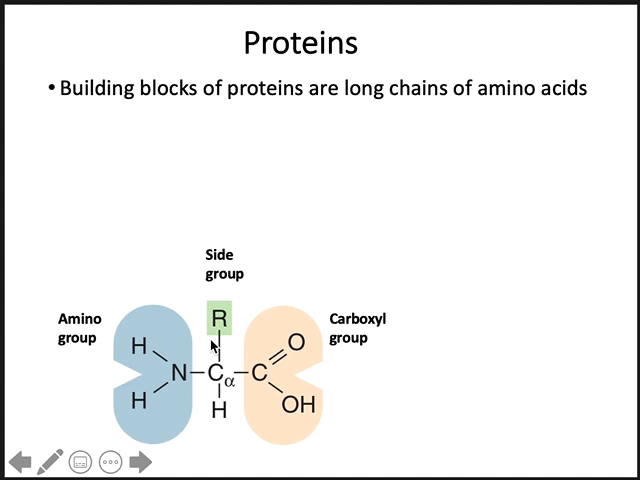 Proteins
• Building blocks of proteins are long chains of amino acids
Side
group
Amino
group
R
Carboxyl
group
H
O
N
C
α
C
H
H
OH